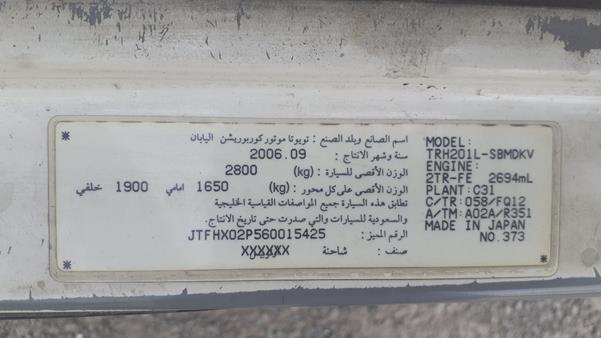 اسم الصانع وبلد الصنع : تويوتا موتور كوربوريشن اليابان
سنة وشهر الانتاج : 2006.09
الوزن الأقصى للسيارة : (kg) 2800
الوزن الأقصى على كل محور : (kg) 1650 امامي 1900 خلفي
تطابق هذه السيارة جميع المواصفات القياسية الخليجية
والسعودية للسيارات والتي صدرت حتى تاريخ الانتاج.
الرقم المميز : JTFHX02P560015425
صنف : شاحنة XXXXXX
MODEL:
TRH201L-SBMDKV
ENGINE:
2TR-FE 2694mL
PLANT: C31
C/TR: 058/FQ12
A/TM: A02A/R351
MADE IN JAPAN
NO.373